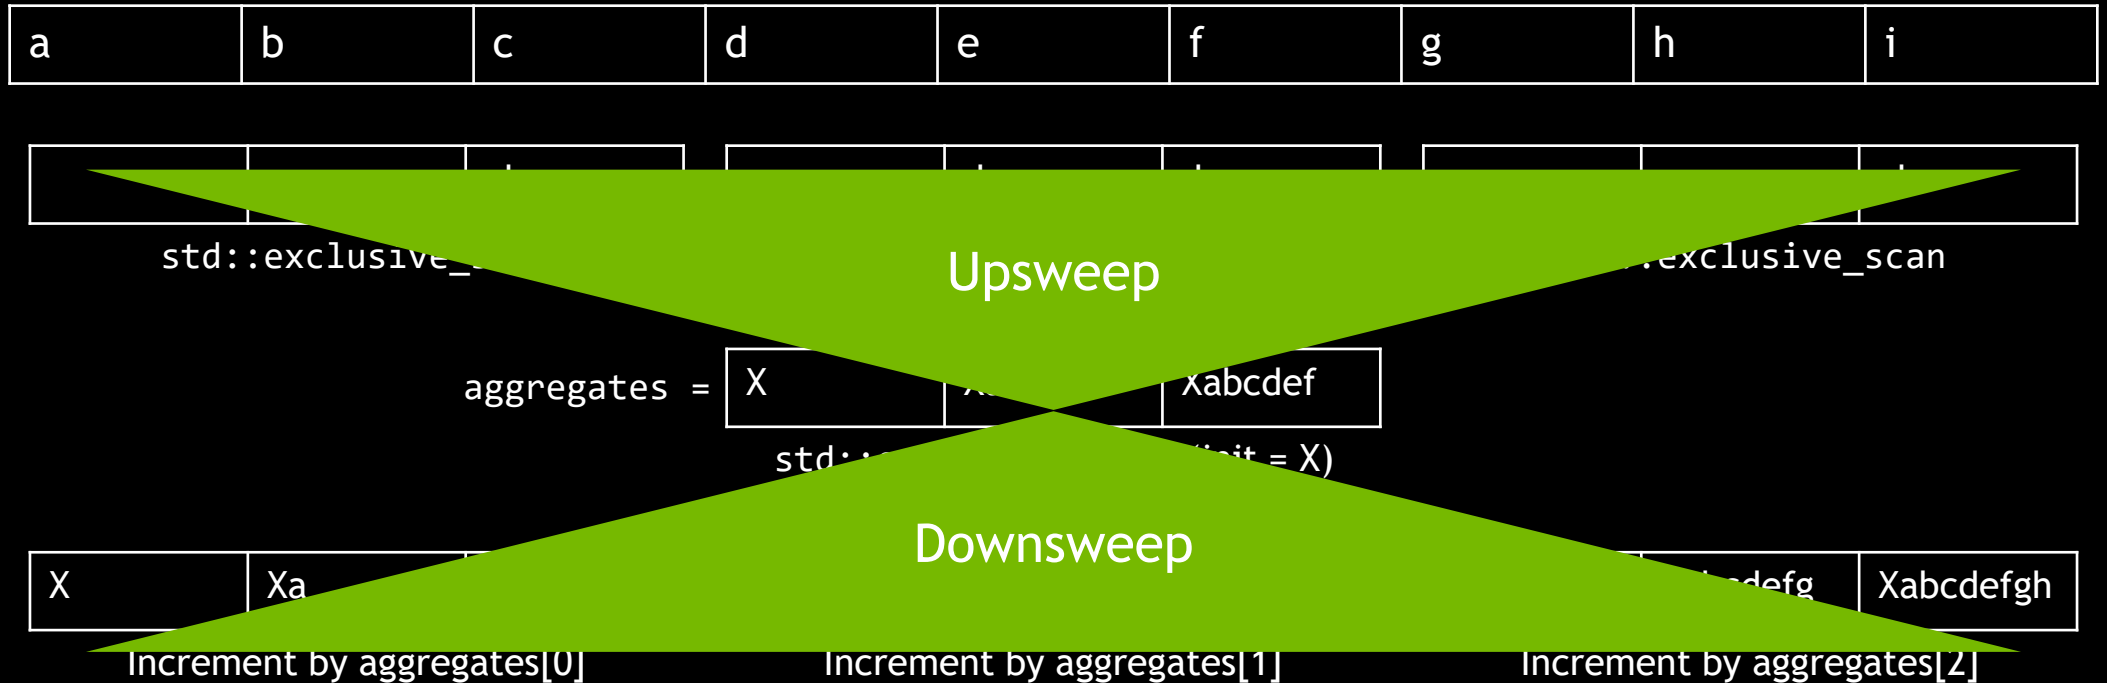 a b c d e f g h i
std::exclusive_ exclusive_scan
Upsweep
aggregates = X Xabcdef
std:: = X)
Downsweep
X Xa Xabcdefgh
Increment by aggregates[0] Increment by aggregates[1] Increment by aggregates[2]